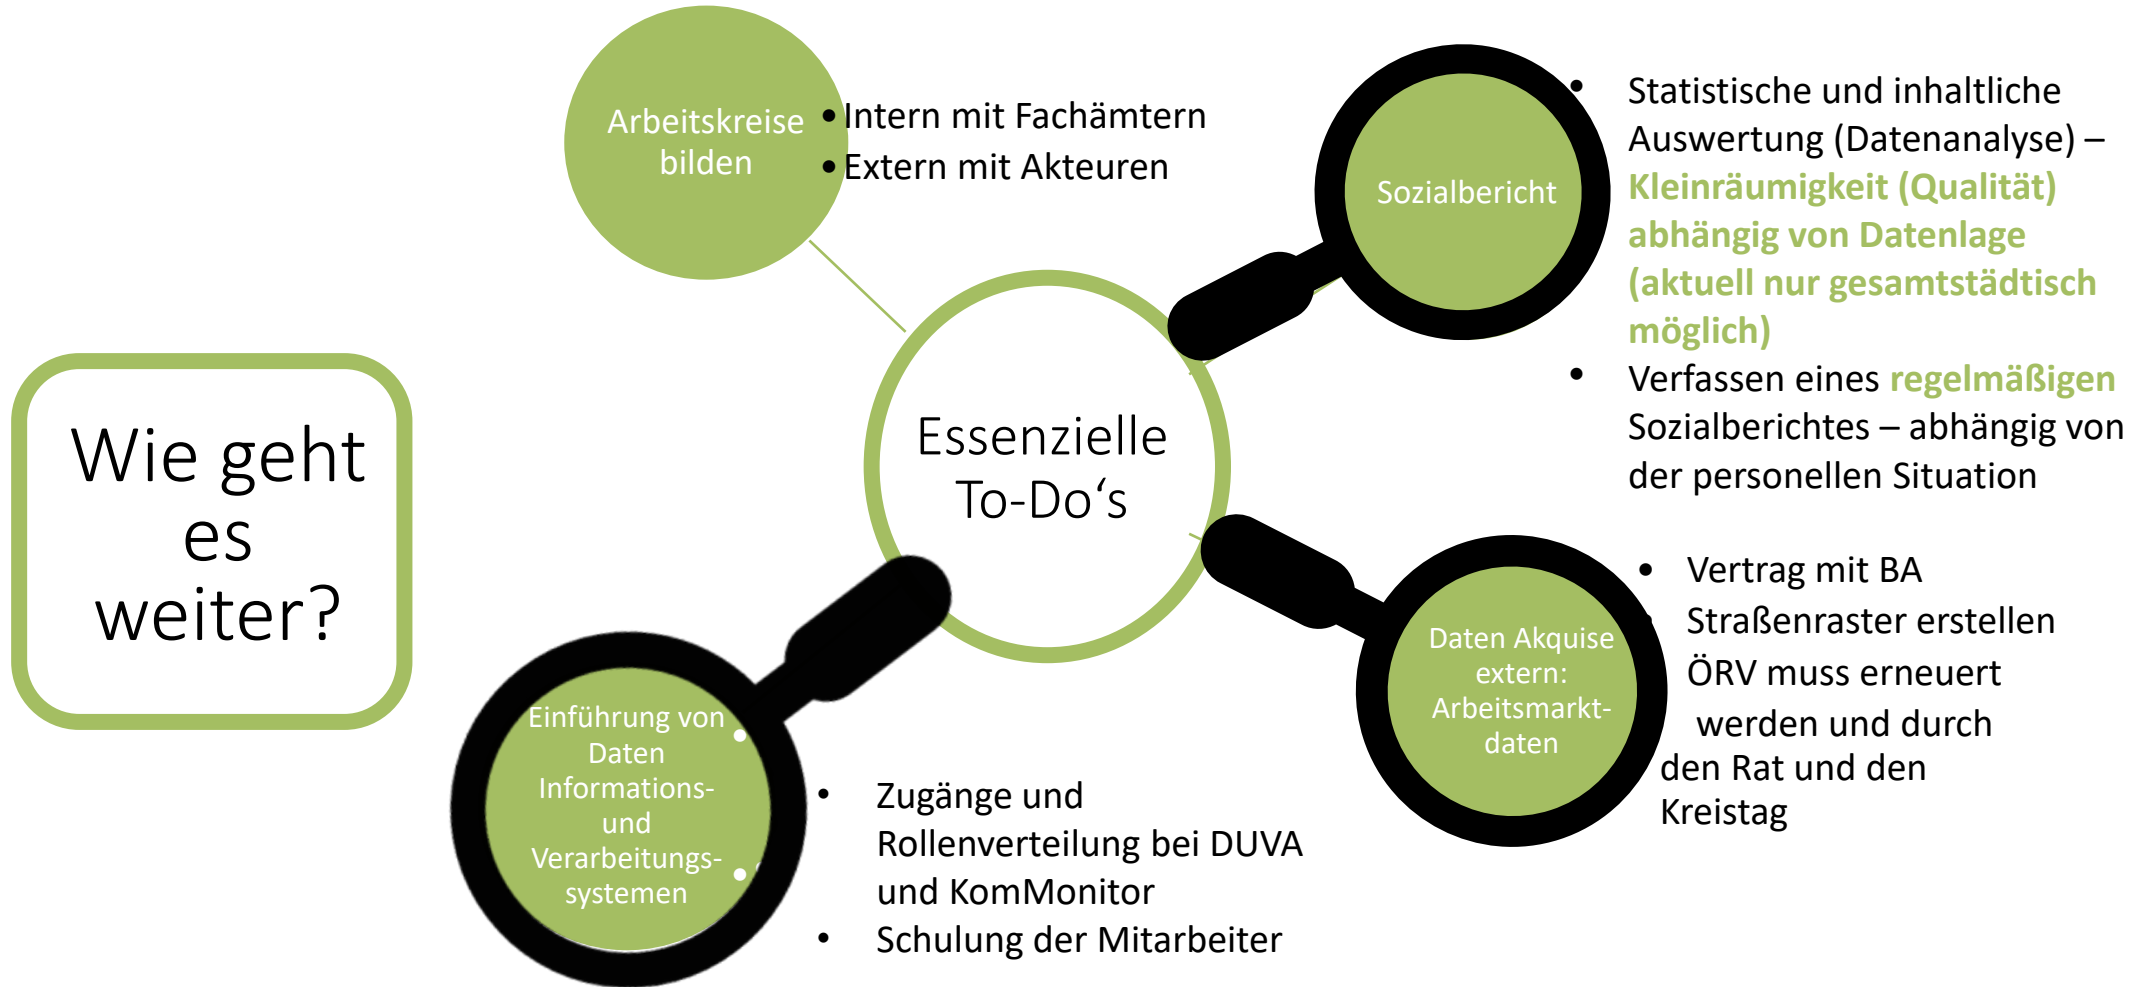 Wie geht
es
weiter?
Arbeitskreise
bilden
• Intern mit Fachämtern
• Extern mit Akteuren
Essenzielle
To-Do‘s
Sozialbericht
• Statistische und inhaltliche
Auswertung (Datenanalyse) –
Kleinräumigkeit (Qualität)
abhängig von Datenlage
(aktuell nur gesamtstädtisch
möglich)
• Verfassen eines regelmäßigen
Sozialberichtes – abhängig von
der personellen Situation
Daten Akquise
extern:
Arbeitsmarkt-
daten
• Vertrag mit BA
Straßenraster erstellen
ÖRV muss erneuert
werden und durch
den Rat und den
Kreistag
Einführung von
Daten
Informations-
und
Verarbeitungs-
systemen
• Zugänge und
Rollenverteilung bei DUVA
und KomMonitor
• Schulung der Mitarbeiter